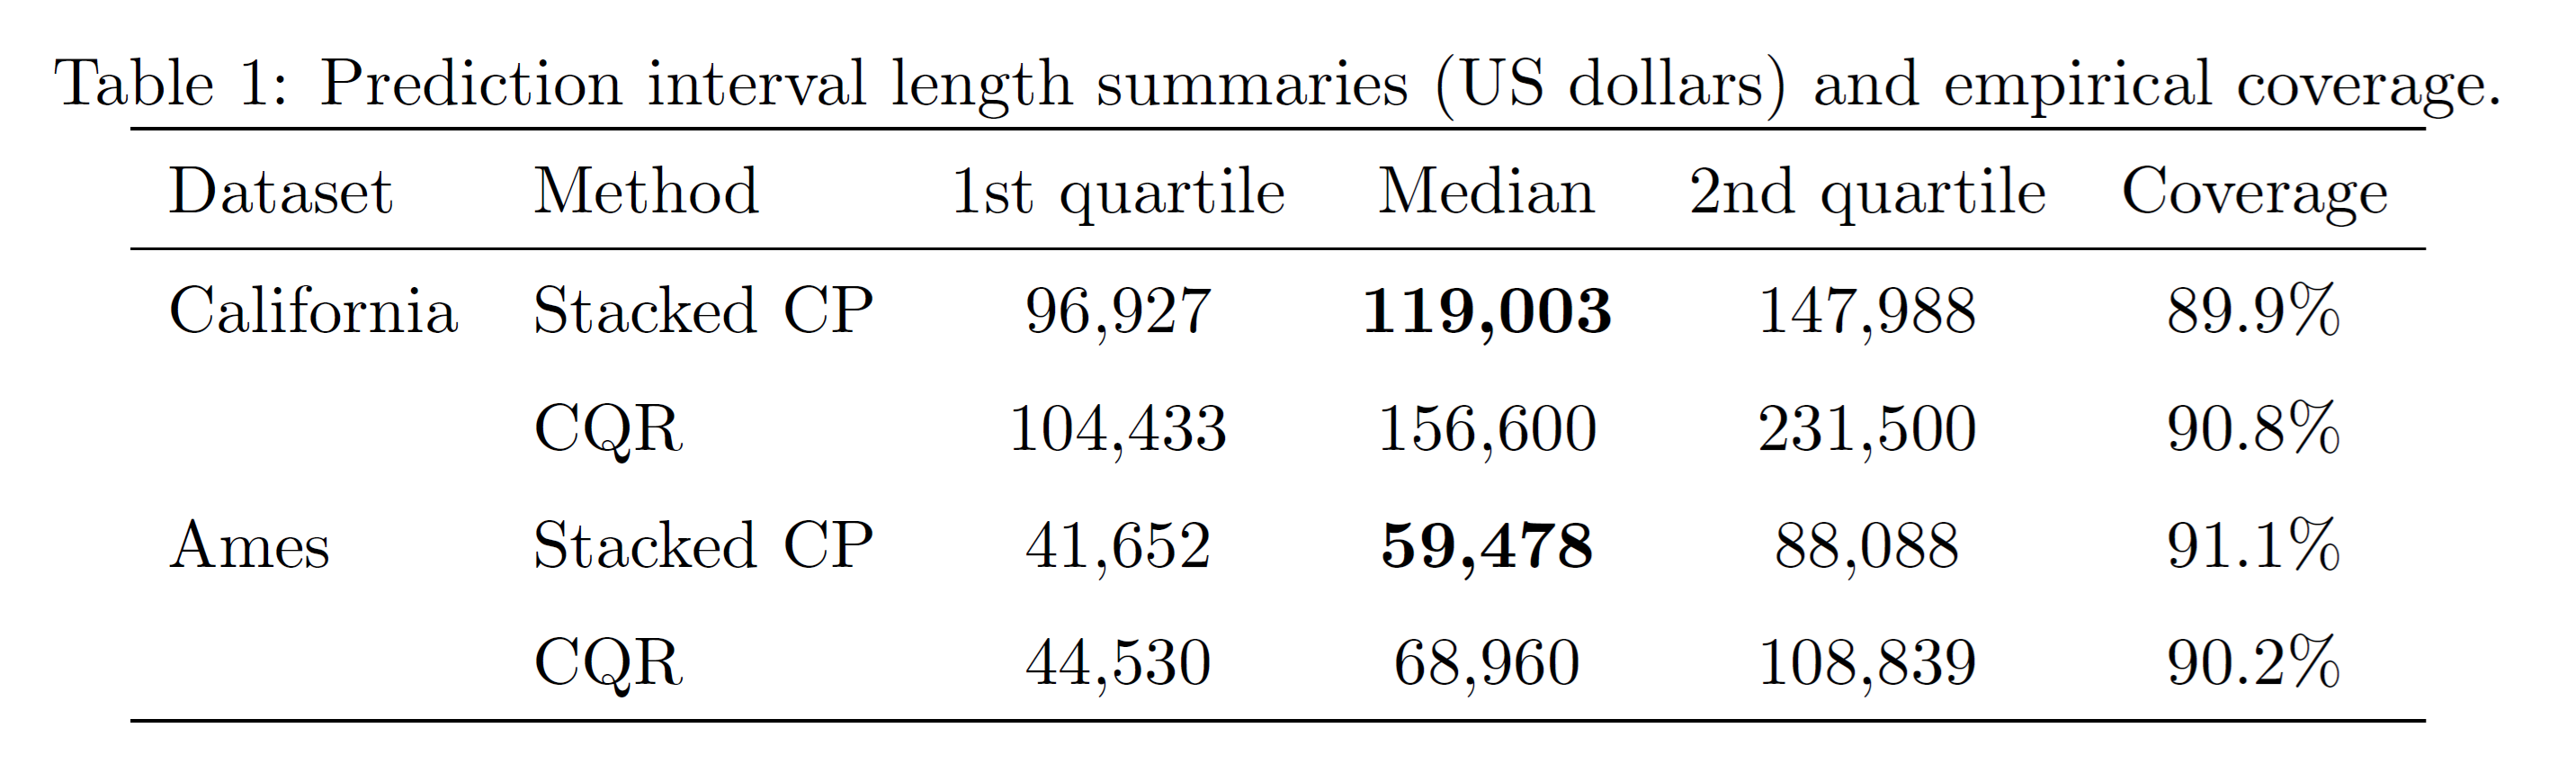 Table 1: Prediction interval length summaries (US dollars) and empirical coverage.
Dataset Method 1st quartile Median 2nd quartile Coverage
California Stacked CP 96,927 119,003 147,988 89.9%
CQR 104,433 156,600 231,500 90.8%
Ames Stacked CP 41,652 59,478 88,088 91.1%
CQR 44,530 68,960 108,839 90.2%